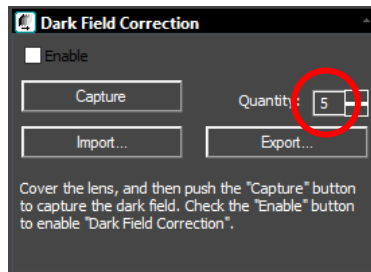 Dark Field Correction
Enable
Capture Quantity: 5
Import... Export...
Cover the lens, and then push the "Capture" button
to capture the dark field. Check the "Enable" button
to enable "Dark Field Correction".